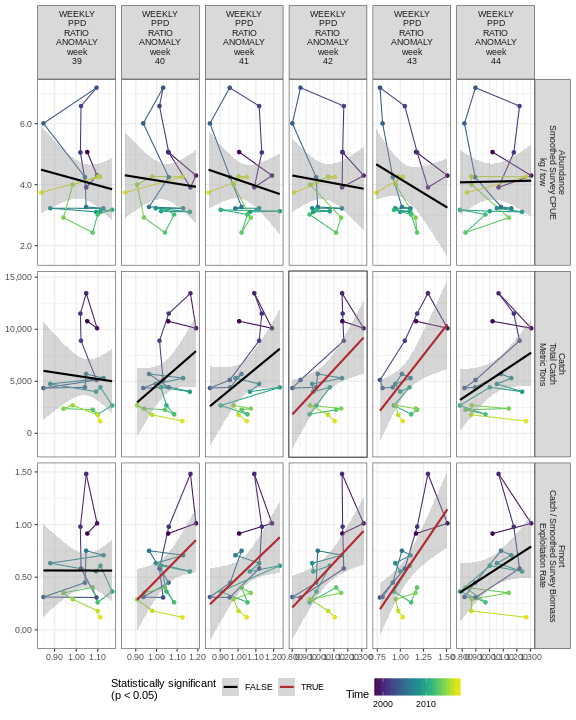 WEEKLY WEEKLY WEEKLY WEEKLY WEEKLY WEEKLY
PPD PPD PPD PPD PPD PPD
RATIO RATIO RATIO RATIO RATIO RATIO
ANOMALY ANOMALY ANOMALY ANOMALY ANOMALY ANOMALY
week week week week week week
39 40 41 42 43 44
6.0
4.0
2.0
Abundance
Smoothed Survey CPUE
kg / tow
15,000
10,000
5,000
0
Catch
Total Catch
Metric Tons
1.50
1.00
0.50
0.00
Fmort
Catch / Smoothed Survey Biomass
Exploitation Rate
0.90 1.00 1.10 0.90 1.00 1.10 1.20 0.90 1.00 1.10 1.20 0.75 1.00 1.25 1.50
Statistically significant
(p < 0.05)
FALSE TRUE
Time
2000 2010